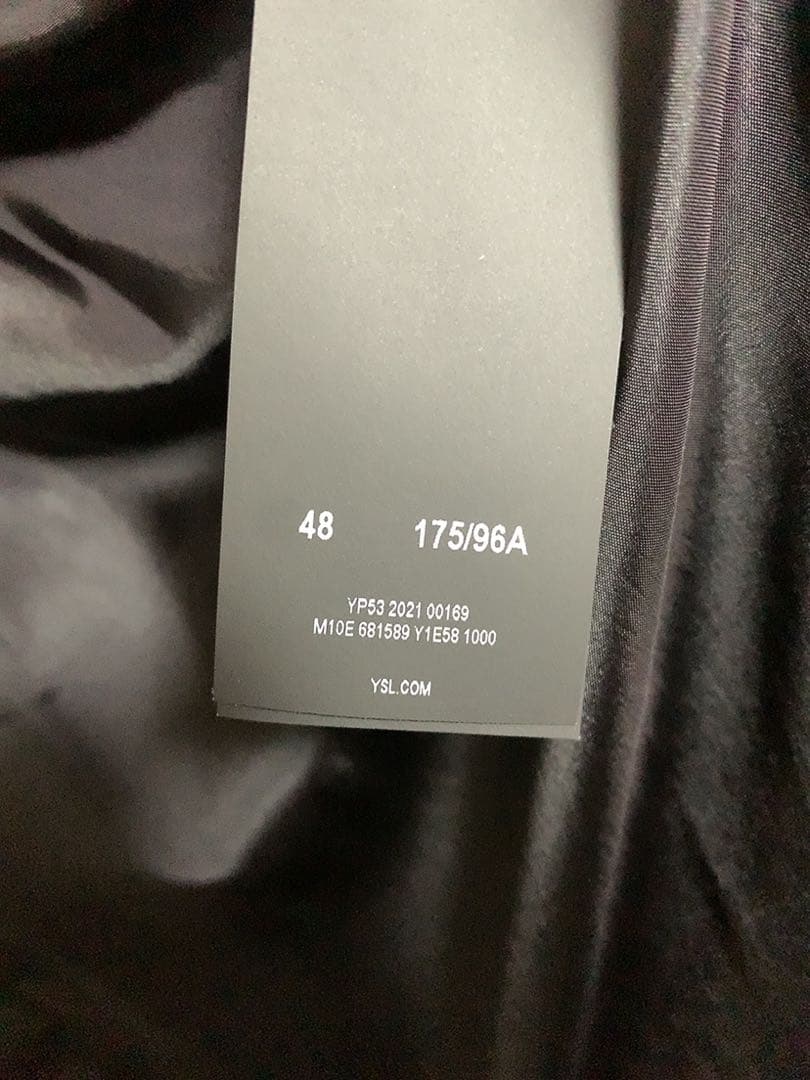 48 175/96A
YP53 2021 00169
M10E 681589 Y1E58 1000
YSL.COM